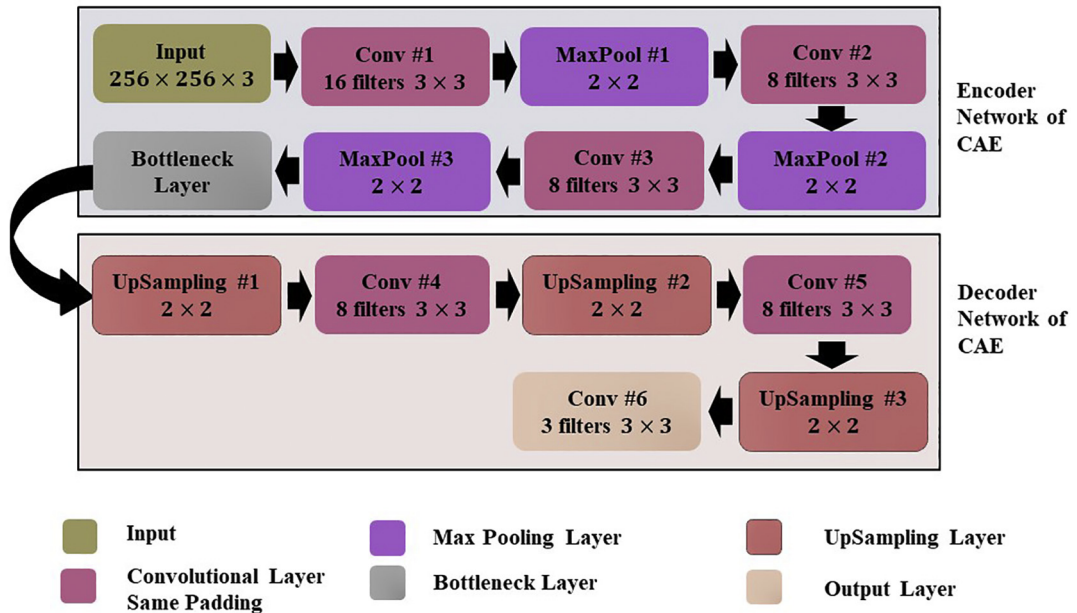 Input
256 × 256 × 3
Conv #1
16 filters 3 × 3
MaxPool #1
2 × 2
Conv #2
8 filters 3 × 3
Encoder
Network of
CAE
Bottleneck
Layer
MaxPool #3
2 × 2
Conv #3
8 filters 3 × 3
MaxPool #2
2 × 2
UpSampling #1
2 × 2
Conv #4
8 filters 3 × 3
UpSampling #2
2 × 2
Conv #5
8 filters 3 × 3
Decoder
Network of
CAE
Conv #6
3 filters 3 × 3
UpSampling #3
2 × 2
Input
Max Pooling Layer
UpSampling Layer
Convolutional Layer
Same Padding
Bottleneck Layer
Output Layer